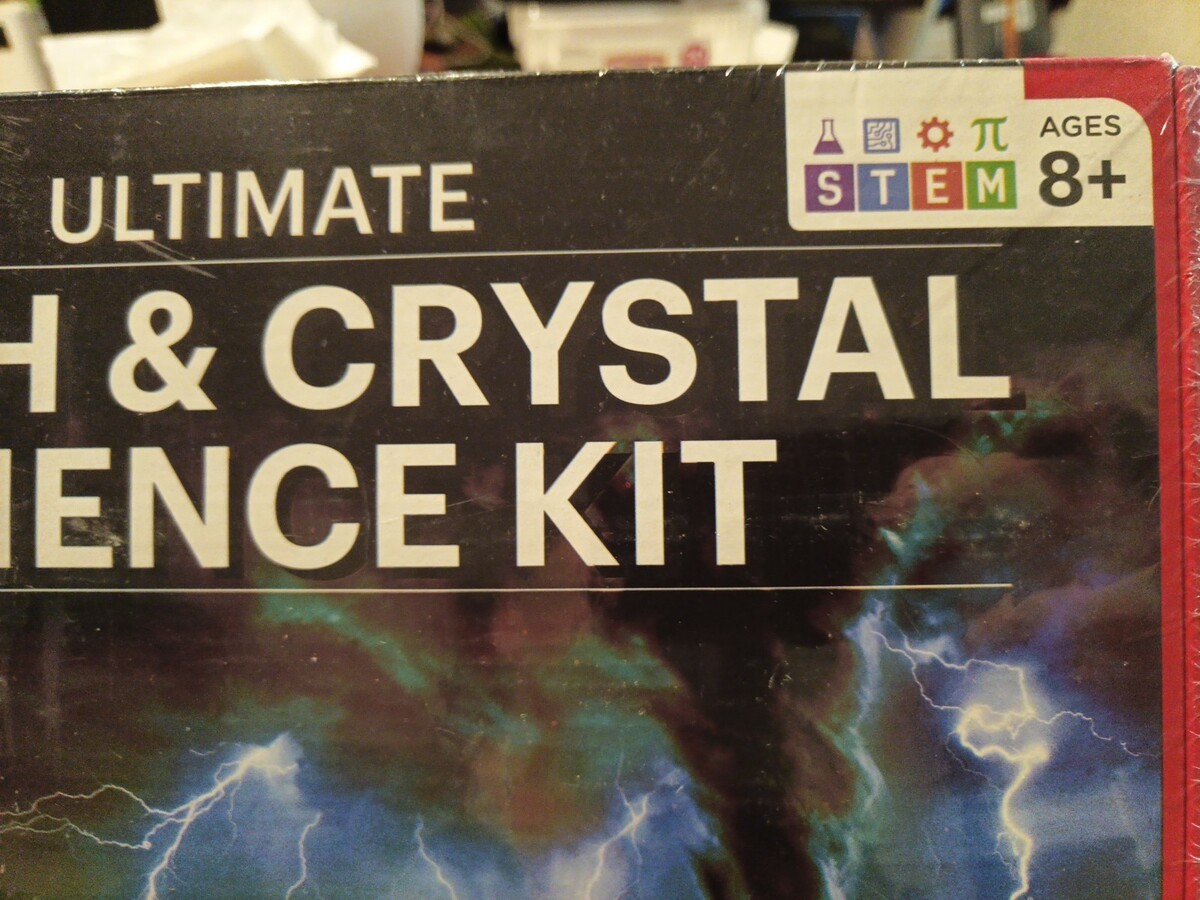 STEM
AGES
8+
ULTIMATE
H & CRYSTAL
IENCE KIT